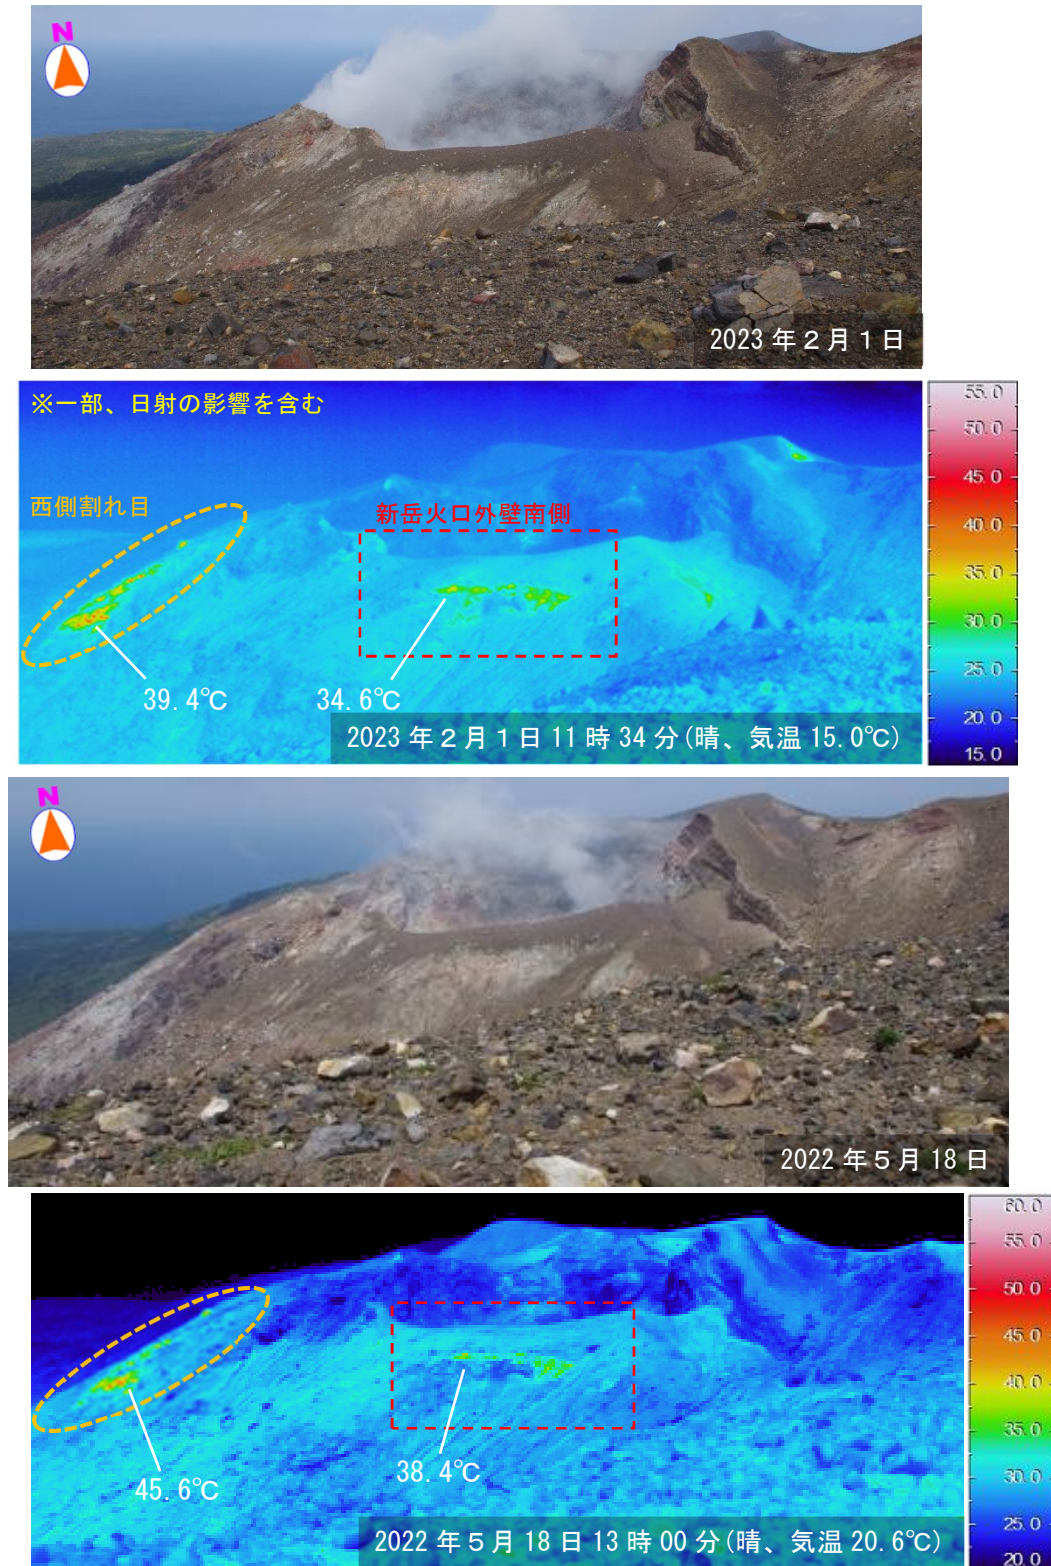 N
2023年2月1日
※一部、日射の影響を含む
西側割れ目
新岳火口外壁南側
39.4℃
34.6℃
2023年2月1日11時34分(晴、気温15.0℃)
55.0
50.0
45.0
40.0
35.0
30.0
25.0
20.0
15.0
N
2022年5月18日
45.6℃
38.4℃
2022年5月18日13時00分(晴、気温20.6℃)
60.0
55.0
50.0
45.0
40.0
35.0
30.0
25.0
20.0